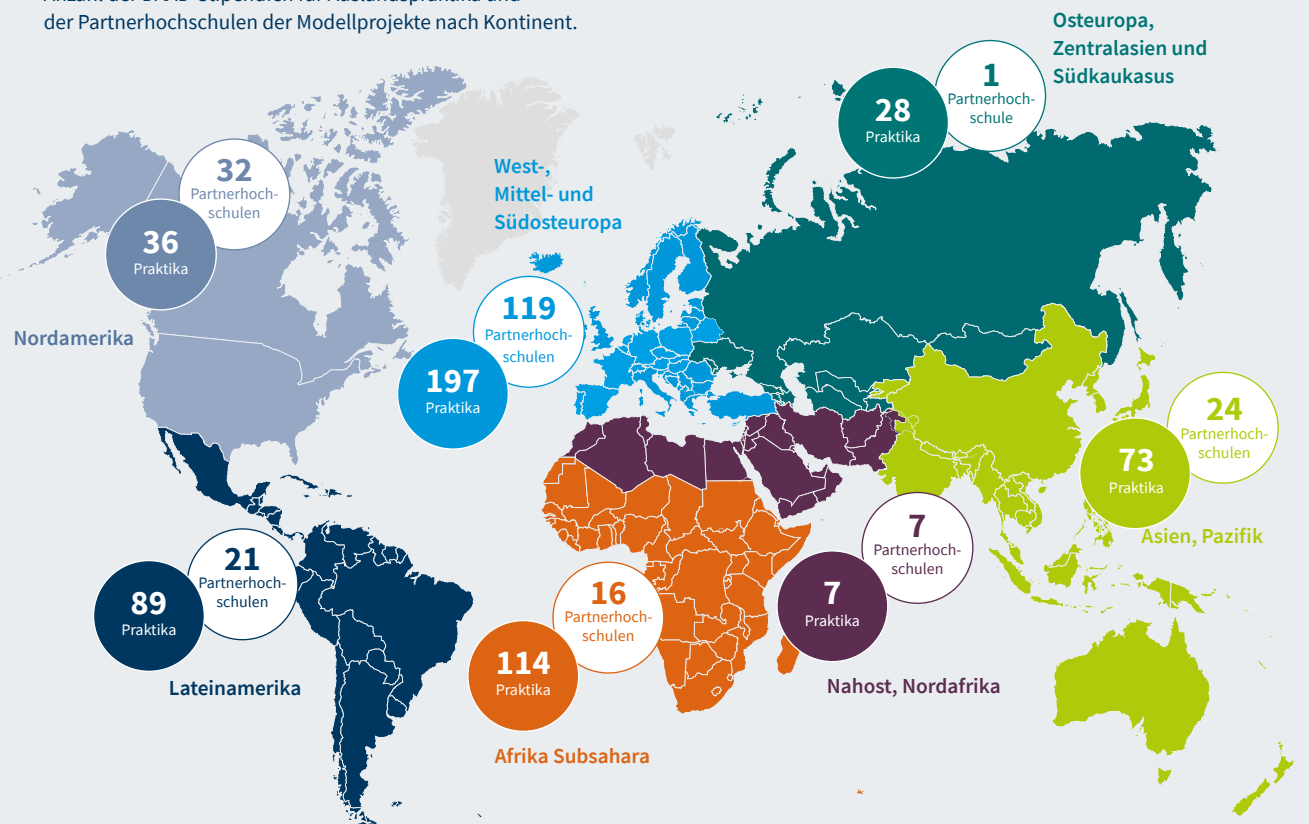 der Partnerhochschulen der Modellprojekte nach Kontinent.
Osteuropa,
Zentralasien und
Südkaukasus
1
Partnerhoch-
schule
28
Praktika
32
Partnerhoch-
schulen
36
Praktika
Nordamerika
West-,
Mittel- und
Südosteuropa
119
Partnerhoch-
schulen
197
Praktika
24
Partnerhoch-
schulen
73
Praktika
Asien, Pazifik
7
Partnerhoch-
schulen
7
Praktika
Nahost, Nordafrika
21
Partnerhoch-
schulen
89
Praktika
Lateinamerika
16
Partnerhoch-
schulen
114
Praktika
Afrika Subsahara